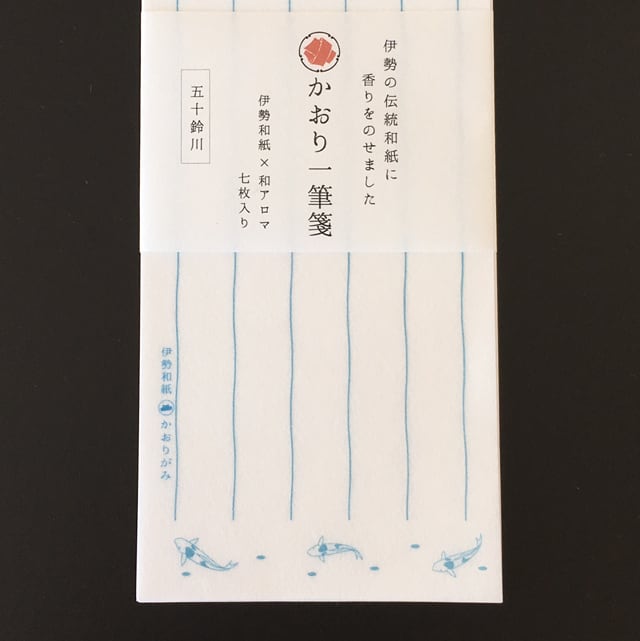 伊勢の伝統和紙に
香りをのせました
かおり一筆箋
伊勢和紙×和アロマ
七枚入り
五十鈴川
伊勢和紙かおりがみ